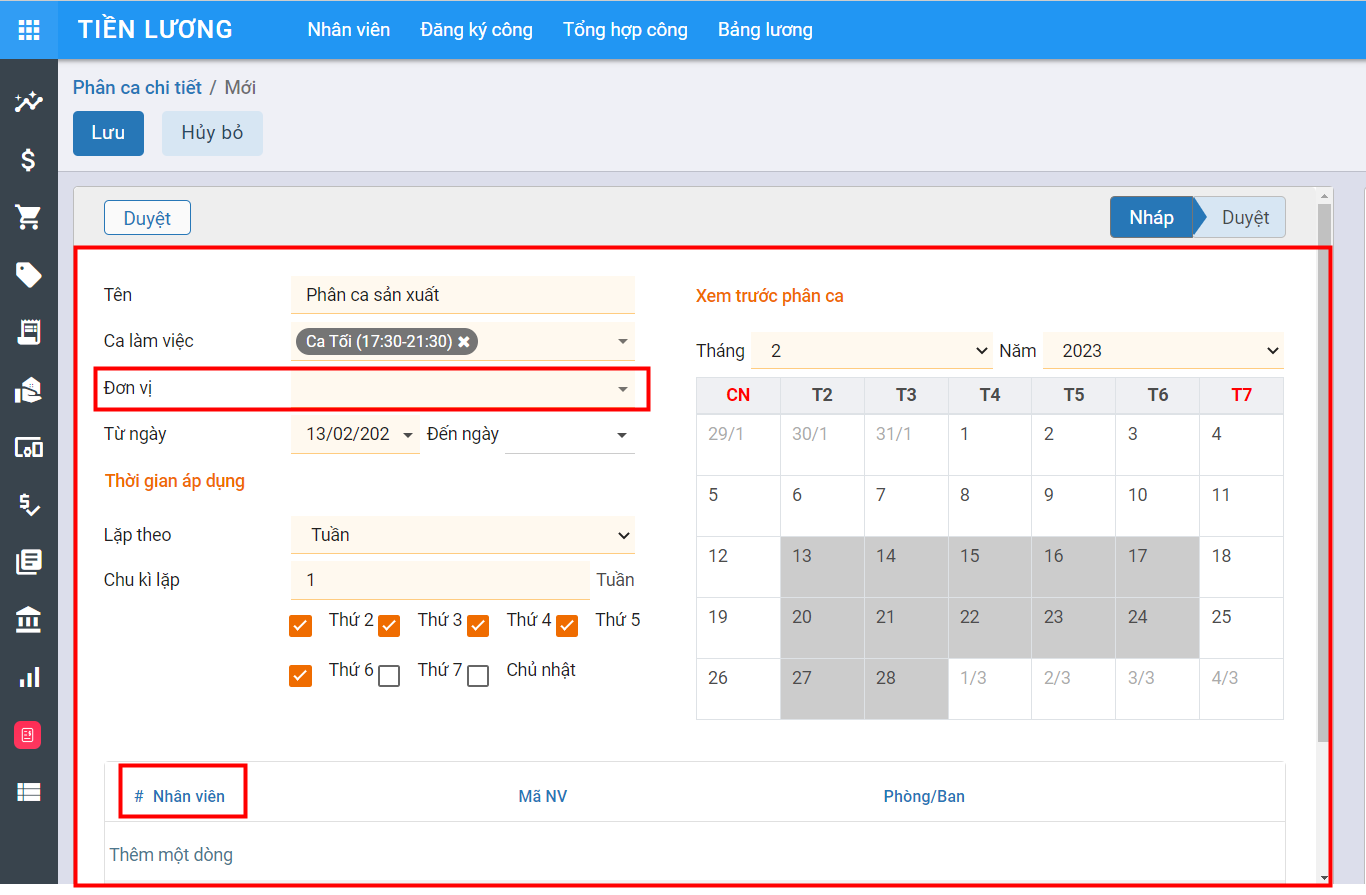 TIỀN LƯƠNG Nhân viên Đăng ký công Tổng hợp công Bảng lương
Phân ca chi tiết / Mới
Lưu Hủy bỏ
Duyệt Nháp Duyệt
Tên Phân ca sản xuất
Ca làm việc Ca Tối (17:30-21:30) ✖
Đơn vị
Từ ngày 13/02/202 Đến ngày
Thời gian áp dụng
Lặp theo Tuần
Chu kì lặp 1 Tuần
Thứ 2 Thứ 3 Thứ 4 Thứ 5
Thứ 6 Thứ 7 Chủ nhật
Xem trước phân ca
Tháng 2 Năm 2023
CN T2 T3 T4 T5 T6 T7
29/1 30/1 31/1 1 2 3 4
5 6 7 8 9 10 11
12 13 14 15 16 17 18
19 20 21 22 23 24 25
26 27 28 1/3 2/3 3/3 4/3
# Nhân viên Mã NV Phòng/Ban
Thêm một dòng